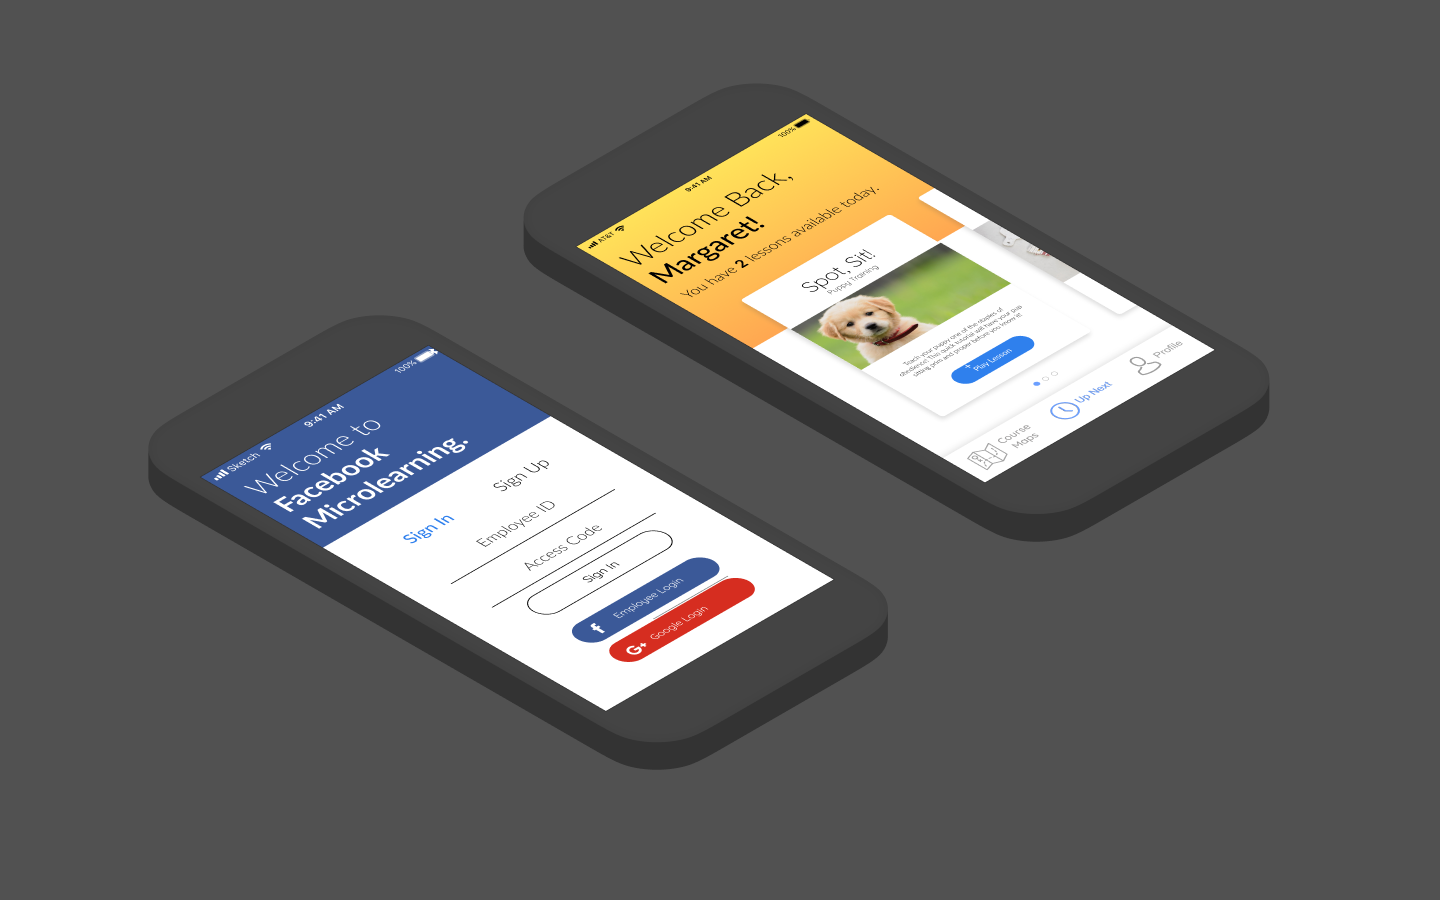 Sketch
9:41 AM
100%
Welcome to
Facebook
Microlearning.
Sign In
Sign Up
Employee ID
Access Code
Sign In
f Employee Login
G+ Google Login
AT&T
9:41 AM
100%
Welcome Back,
Margaret!
You have 2 lessons available today.
Spot, Sit!
Puppy Training
Teach your puppy one of the staples of
obedience! This quick tutorial will have your pup
sitting prim and proper before you know it!
+ Play Lesson
Course
Maps
Up Next
Profile